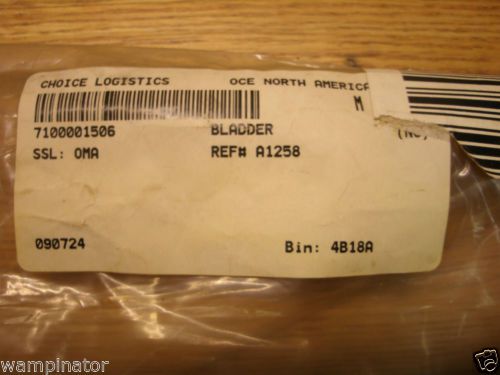 CHOICE LOGISTICS OCE NORTH AMERICA
M
7100001506 BLADDER
SSL: OMA REF# A1258
090724 Bin: 4B18A
wampinator